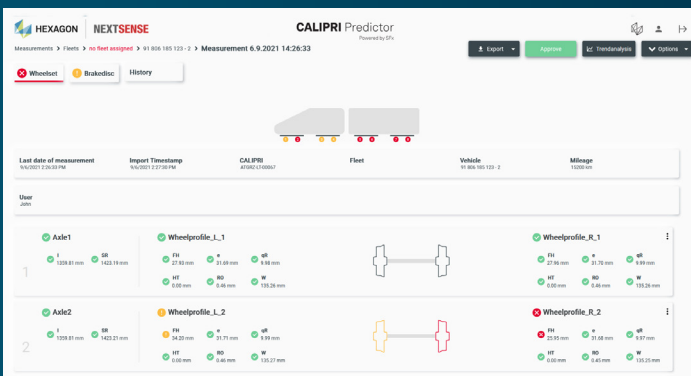 HEXAGON NEXTSENSE
CALIPRI Predictor
Powered by SFx
Measurements > Fleets > no fleet assigned > 91 806 185 123 - 2 > Measurement 6.9.2021 14:26:33
Export Approve Trendanalysis Options
Wheelset Brakedisc History
Last date of measurement Import Timestamp CALIPRI Fleet Vehicle Mileage
9/6/2021 2:26:33 PM 9/6/2021 2:27:30 PM 91 806 185 123 - 2 15200 km
User
John
Axle1 Wheelprofile_L_1 Wheelprofile_R_1
I SR FH e qR FH e qR
1359.81 mm 1423.19 mm 27.93 mm 31.69 mm 9.98 mm 27.96 mm 31.70 mm 9.99 mm
1
HT RO W HT RO W
0.00 mm 0.46 mm 135.26 mm 0.00 mm 0.46 mm 135.26 mm
Axle2 Wheelprofile_L_2 Wheelprofile_R_2
I SR FH e qR FH e qR
1359.81 mm 1423.21 mm 34.20 mm 31.71 mm 9.99 mm 25.95 mm 31.68 mm 9.97 mm
2
HT RO W HT RO W
0.00 mm 0.46 mm 135.27 mm 0.00 mm 0.45 mm 135.25 mm